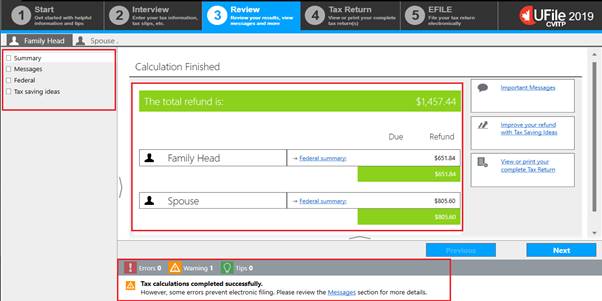 1 Start
Get started with helpful
information and tips
2 Interview
Enter your tax information,
tax slips, etc.
3 Review
Review your results, view
messages and more
4 Tax Return
View or print your complete
tax return(s)
5 EFILE
File your tax return
electronically
UFile 2019
CVITP
Family Head
Spouse .
Summary
Messages
Federal
Tax saving ideas
Calculation Finished
The total refund is: $1,457.44
Due Refund
Family Head → Federal summary: $651.84
$651.84
Spouse → Federal summary: $805.60
$805.60
Important Messages
Improve your refund
with Tax Saving Ideas
View or print your
complete Tax Return
Previous
Next
Errors 0 Warning 1 Tips 0
Tax calculations completed successfully.
However, some errors prevent electronic filing. Please review the Messages section for more details.